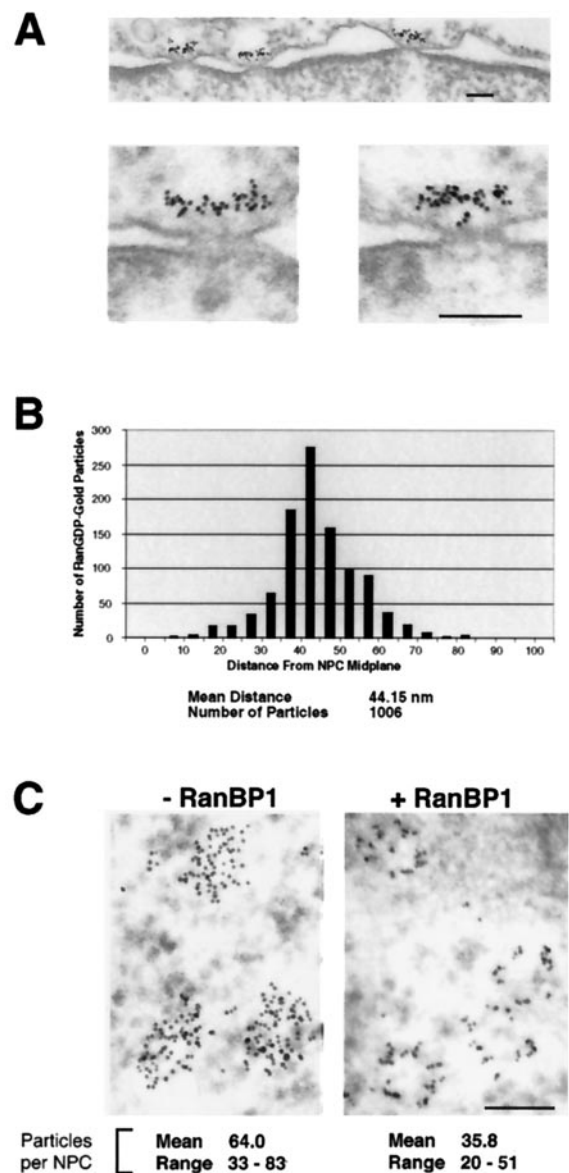 A
B
Number of RanGDP-Gold Particles
300
250
200
150
100
50
0
0 10 20 30 40 50 60 70 80 90 100
Distance From NPC Midplane
Mean Distance 44.15 nm
Number of Particles 1006
C
- RanBP1 + RanBP1
Particles per NPC
Mean 64.0 Mean 35.8
Range 33 - 83 Range 20 - 51